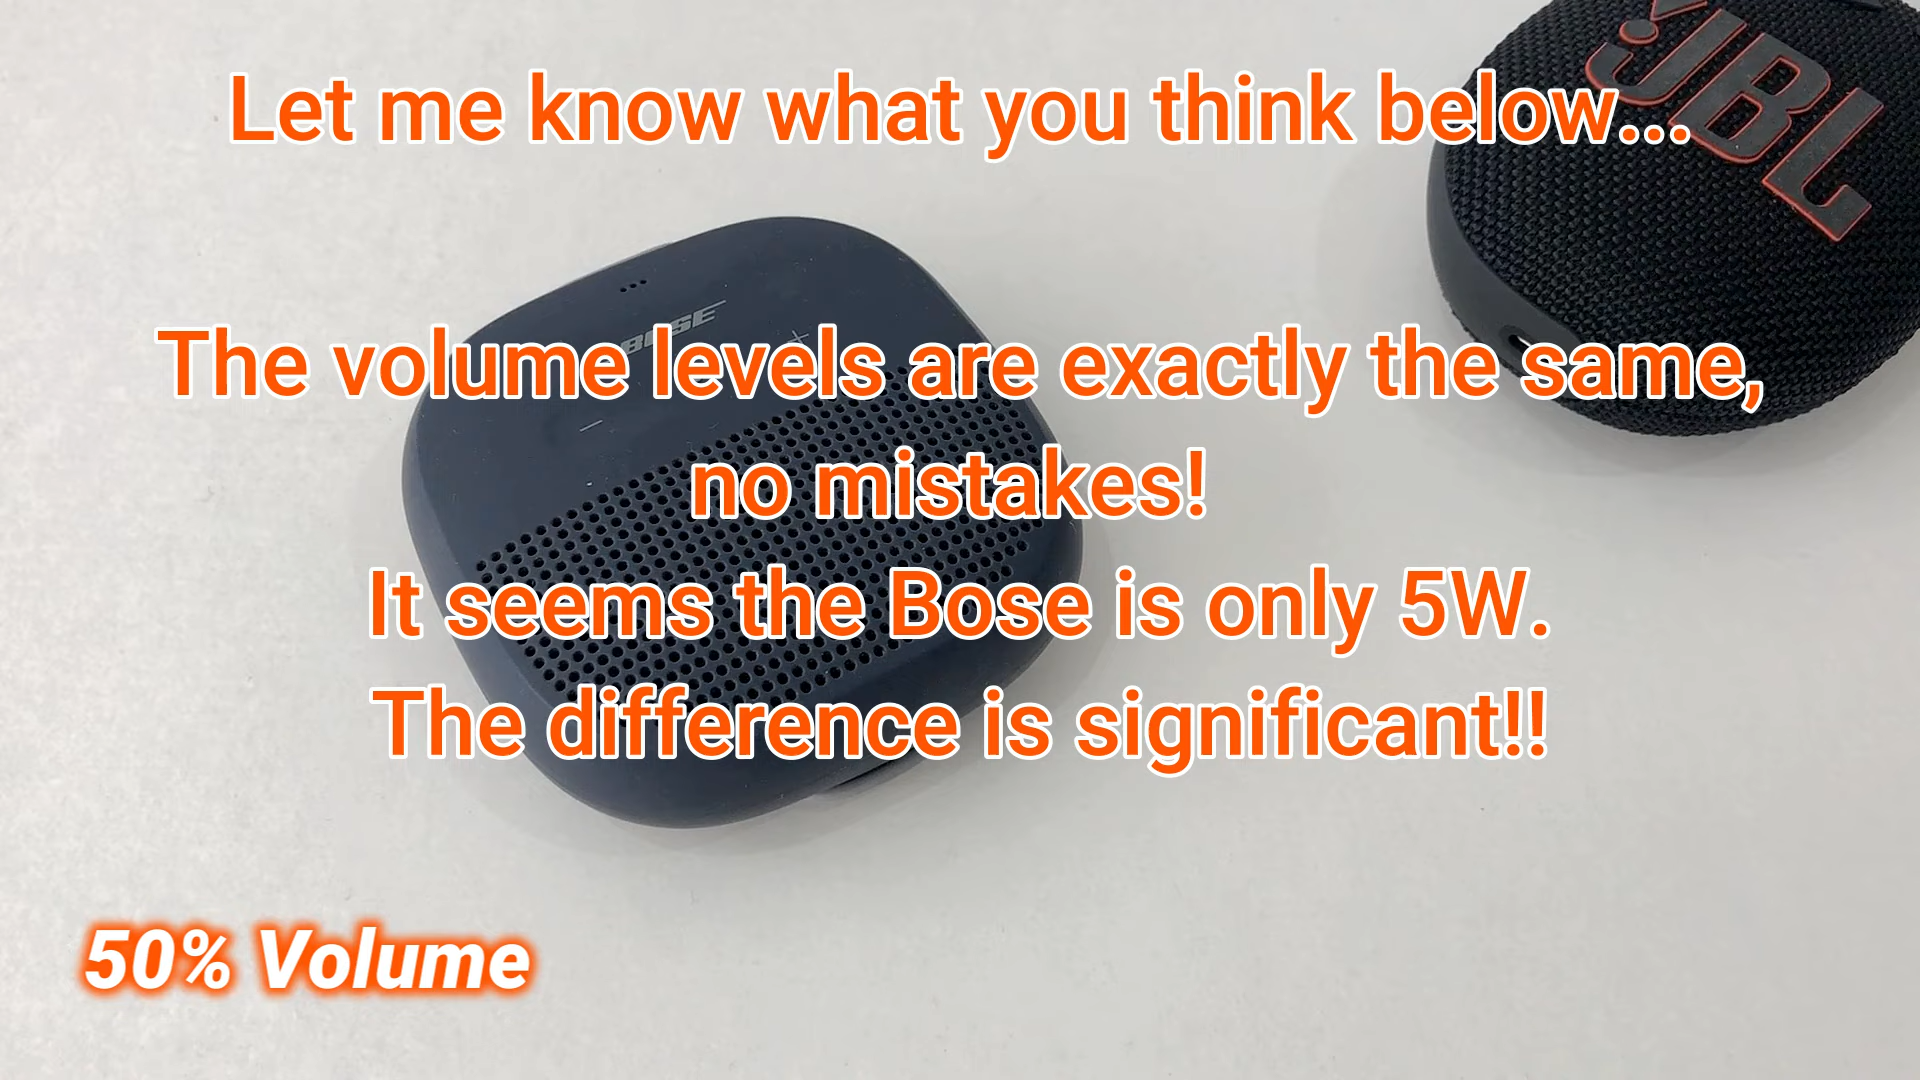 Let me know what you think below...
JBL
BOSE
The volume levels are exactly the same,
no mistakes!
It seems the Bose is only 5W.
The difference is significant!!
50% Volume